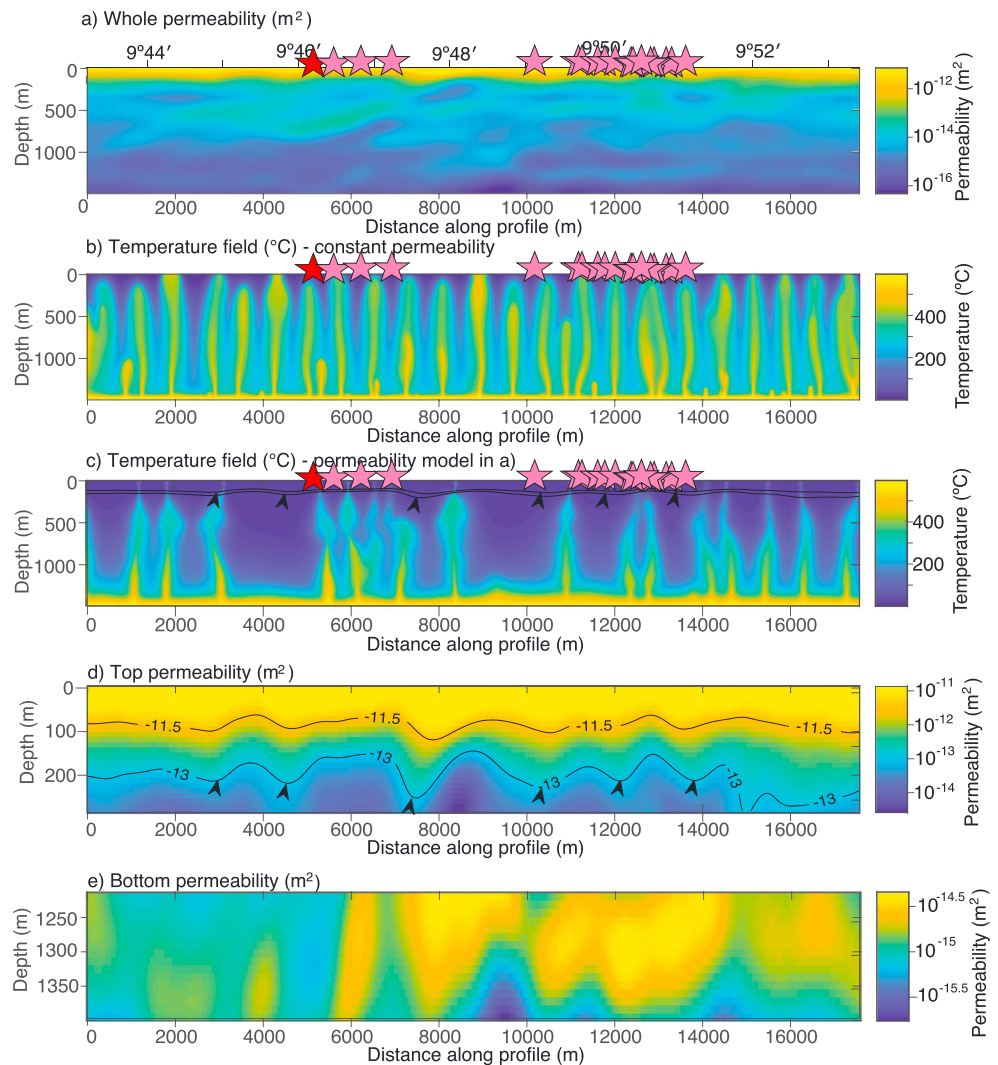 a) Whole permeability (m²)
9°44′ 9°46′ 9°48′ 9°50′ 9°52′
0
500
1000
Depth (m)
0 2000 4000 6000 8000 10000 12000 14000 16000
Distance along profile (m)
10⁻¹²
10⁻¹⁴
10⁻¹⁶
Permeability (m²)
b) Temperature field (°C) - constant permeability
0
500
1000
Depth (m)
0 2000 4000 6000 8000 10000 12000 14000 16000
Distance along profile (m)
400
200
Temperature (°C)
c) Temperature field (°C) - permeability model in a)
0
500
1000
Depth (m)
0 2000 4000 6000 8000 10000 12000 14000 16000
Distance along profile (m)
400
200
Temperature (°C)
d) Top permeability (m²)
0
100
200
Depth (m)
-11.5 -11.5 -11.5 -11.5
-13 -13 -13 -13 -13 -13
0 2000 4000 6000 8000 10000 12000 14000 16000
Distance along profile (m)
10⁻¹¹
10⁻¹²
10⁻¹³
10⁻¹⁴
Permeability (m²)
e) Bottom permeability (m²)
1250
1300
1350
Depth (m)
0 2000 4000 6000 8000 10000 12000 14000 16000
Distance along profile (m)
10⁻¹⁴·⁵
10⁻¹⁵
10⁻¹⁵·⁵
Permeability (m²)